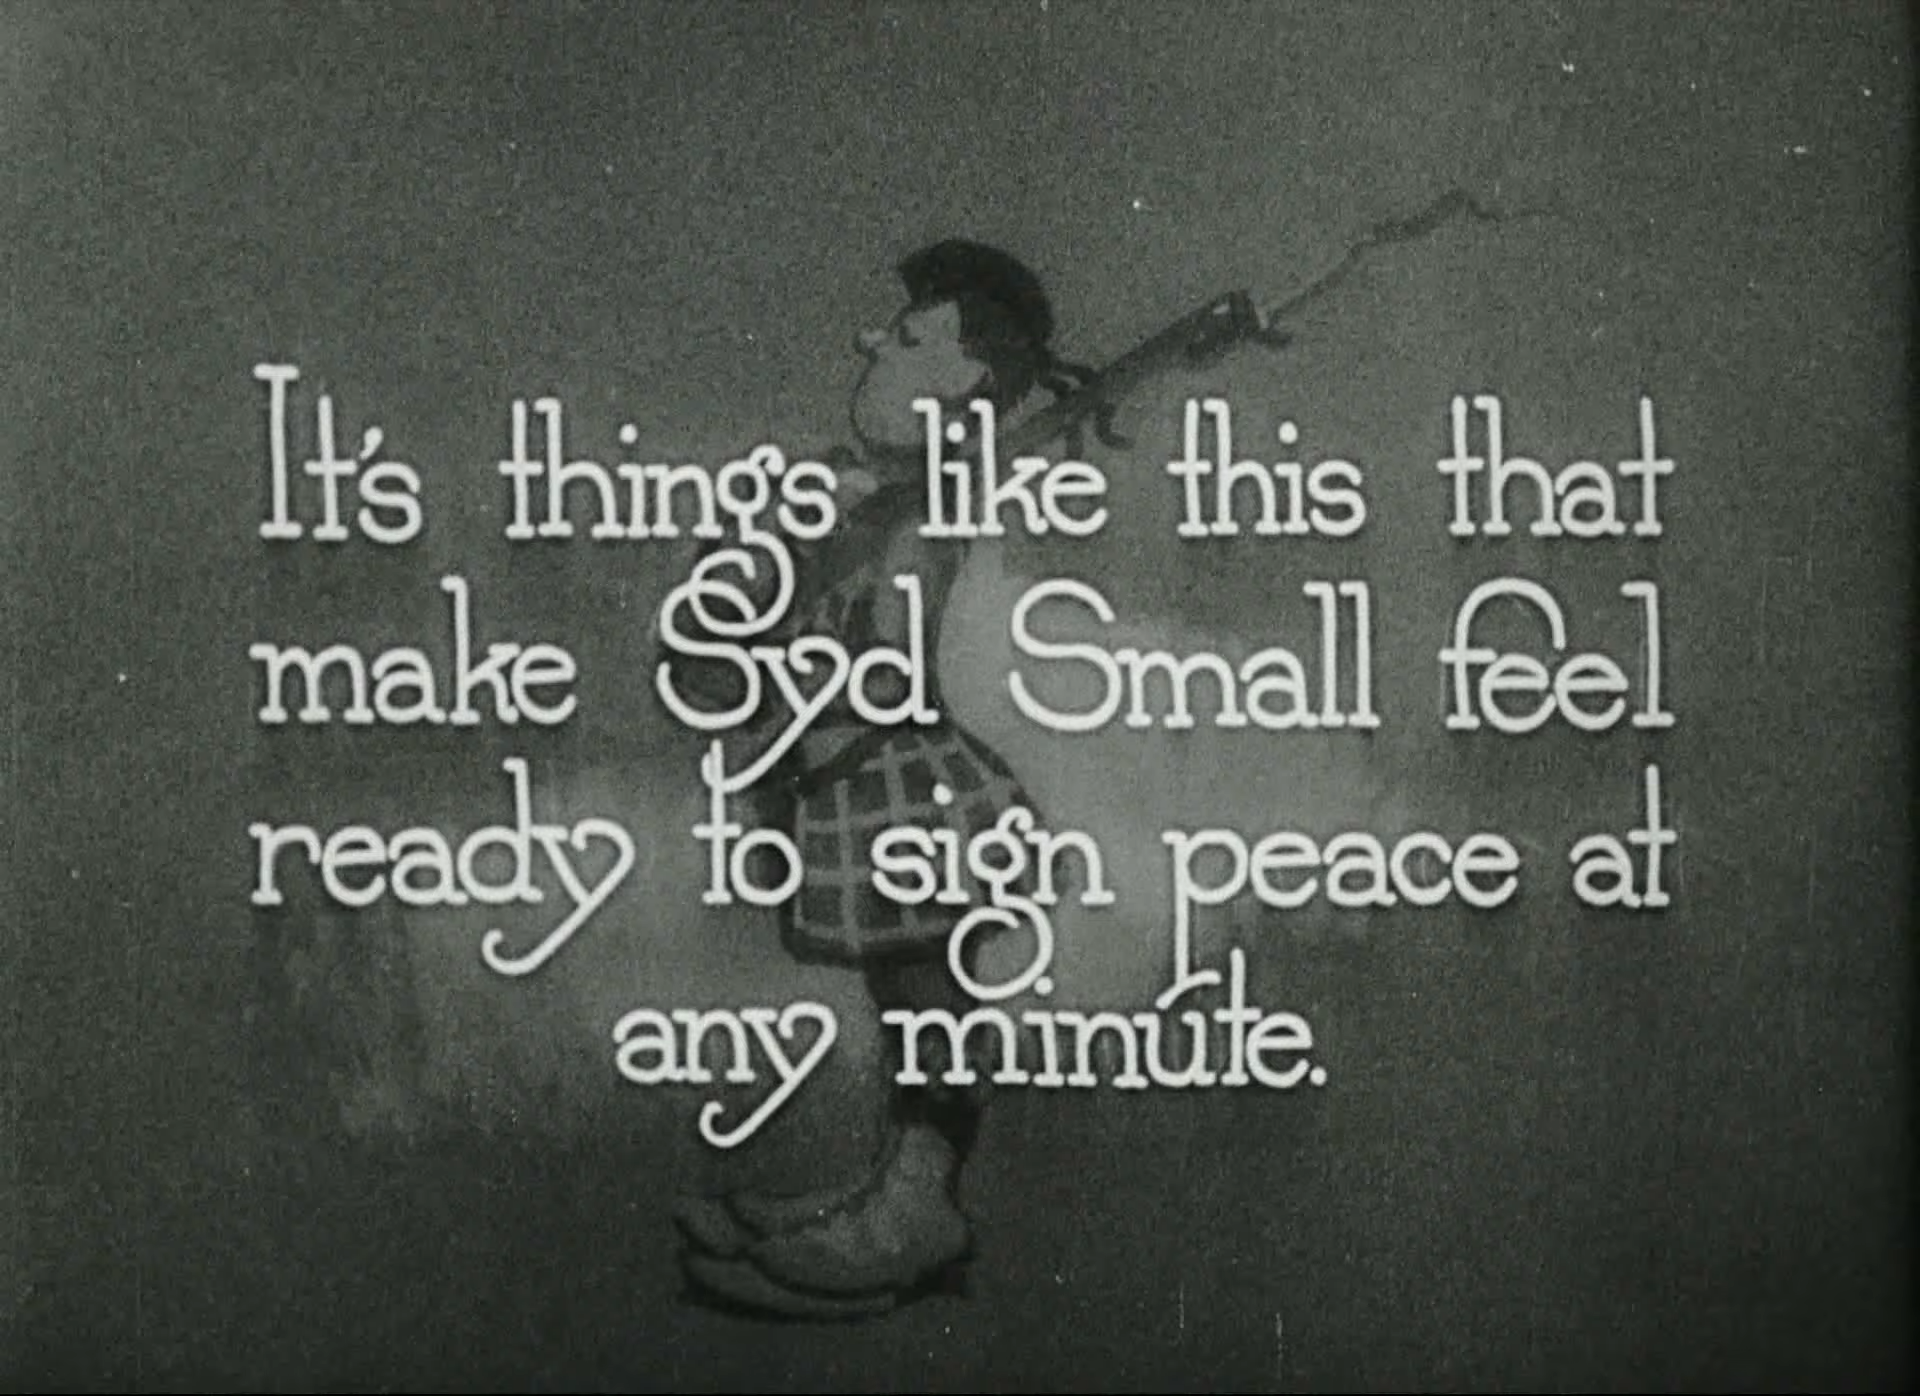 It's things like this that
make Syd Small feel
ready to sign peace at
any minute.